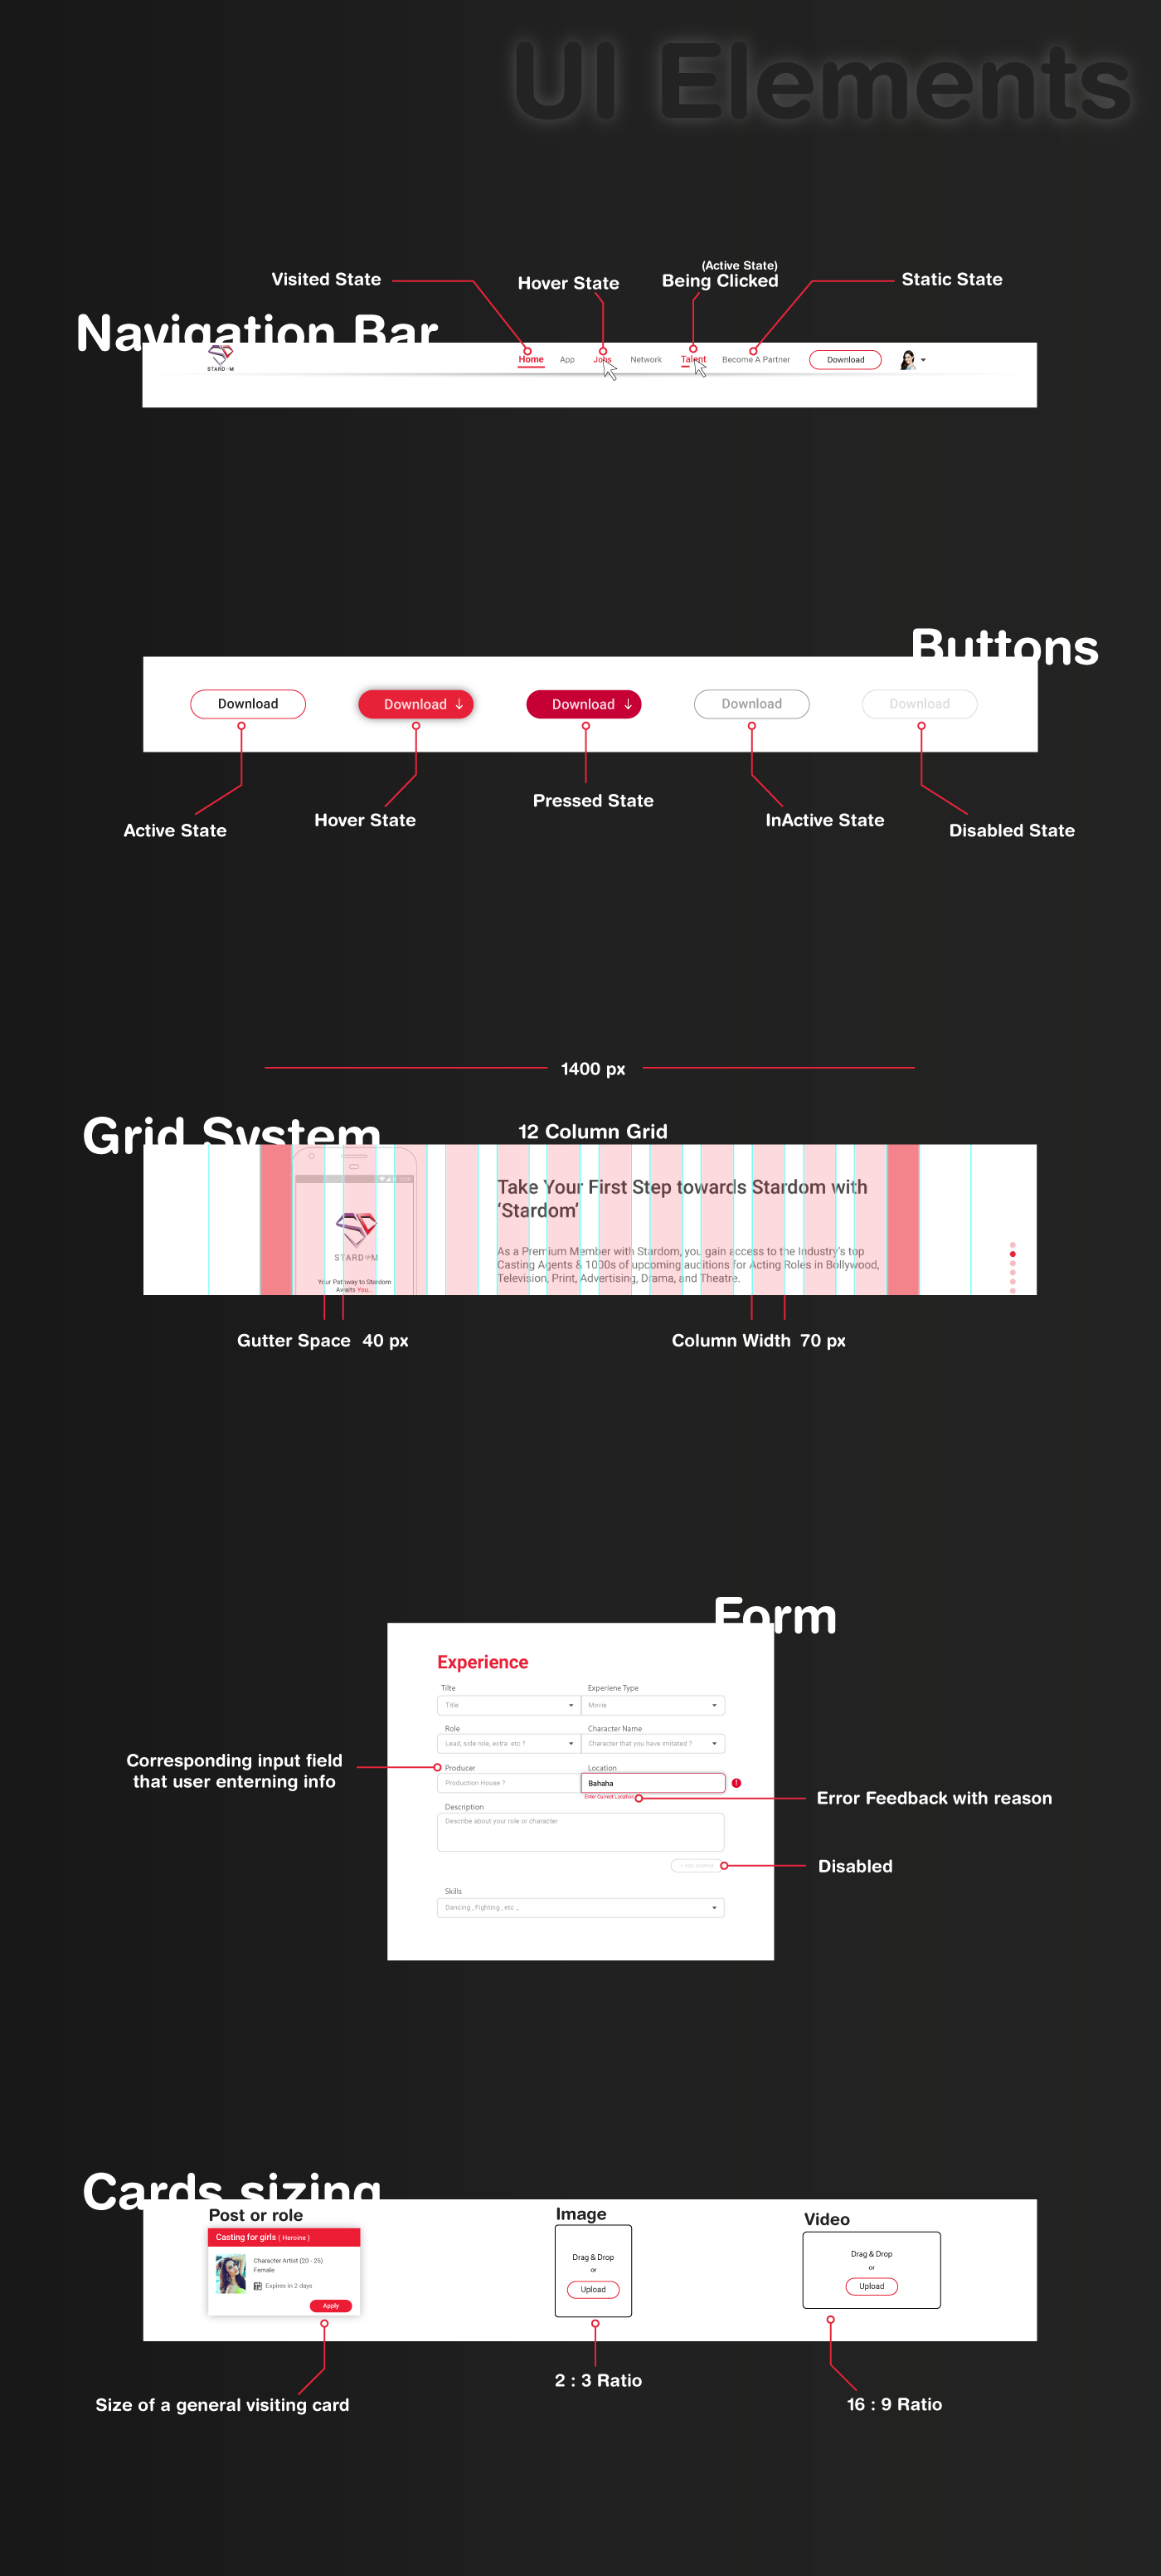 UI Elements
Visited State
Hover State
(Active State)
Being Clicked
Static State
Navigation Bar
STARD M
Home
App
Jobs
Network
Talent
Become A Partner
Download
Buttons
Download
Download
Download
Download
Download
Active State
Hover State
Pressed State
InActive State
Disabled State
1400 px
Grid System
12 Column Grid
STARD M
Your Pathway to Stardom
Awaits You...
Take Your First Step towards Stardom with
‘Stardom’
As a Premium Member with Stardom, you gain access to the Industry's top
Casting Agents & 1000s of upcoming auditions for Acting Roles in Bollywood,
Television, Print, Advertising, Drama, and Theatre.
Gutter Space 40 px
Column Width 70 px
Form
Experience
Tilte
Experiene Type
Title
Movie
Role
Character Name
Lead, side role, extra etc ?
Character that you have imitated ?
Producer
Location
Production House ?
Bahaha
!
Enter Current Location
Description
Describe about your role or character
+ Add Another
Skills
Dancing , Fighting , etc .,
Corresponding input field
that user enterning info
Error Feedback with reason
Disabled
Cards sizing
Post or role
Casting for girls ( Heroine )
Character Artist (20 - 25)
Female
Expires in 2 days
Apply
Image
Drag & Drop
or
Upload
Video
Drag & Drop
or
Upload
Size of a general visiting card
2 : 3 Ratio
16 : 9 Ratio